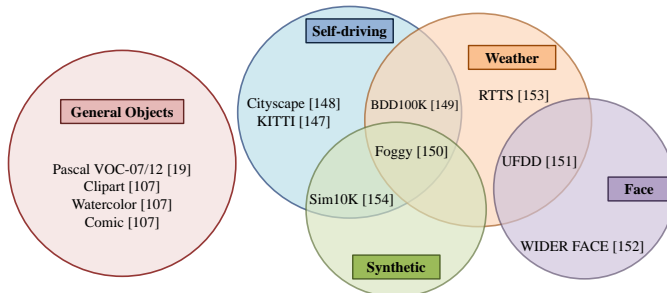 Self-driving
Weather
General Objects
Cityscape [148]
KITTI [147]
BDD100K [149]
RTTS [153]
Pascal VOC-07/12 [19]
Clipart [107]
Watercolor [107]
Comic [107]
Foggy [150]
UFDD [151]
Sim10K [154]
Face
WIDER FACE [152]
Synthetic